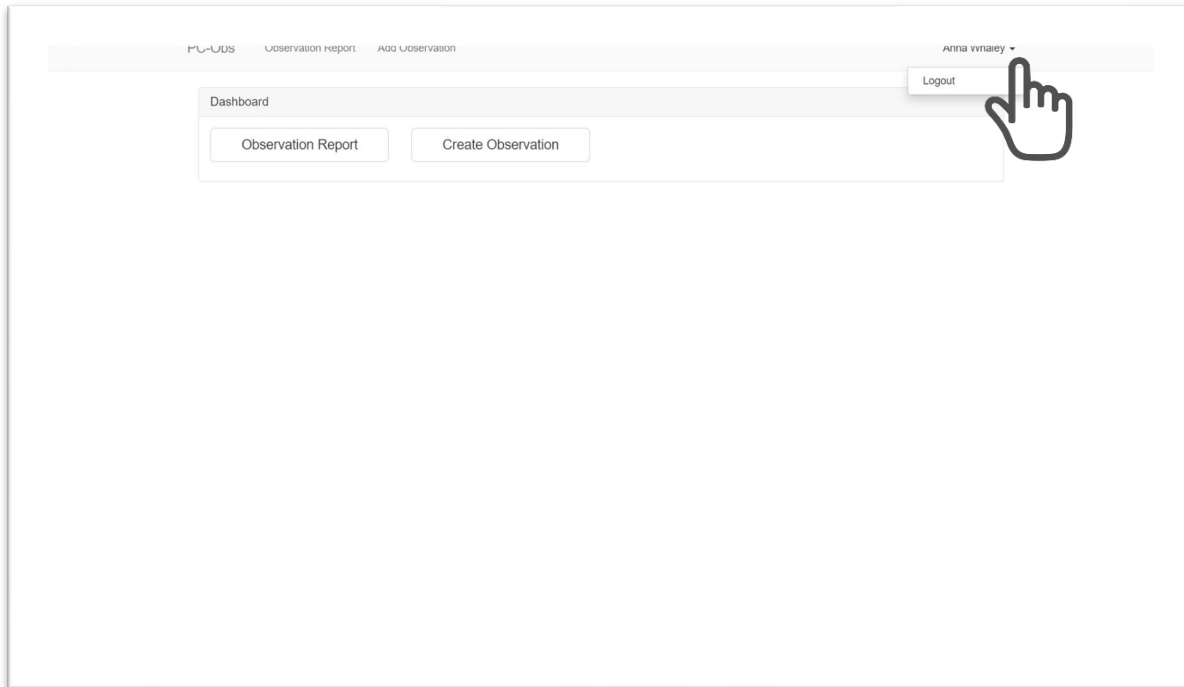 PC-Obs Observation Report Add Observation Anna Whaley
Logout
Dashboard
Observation Report Create Observation